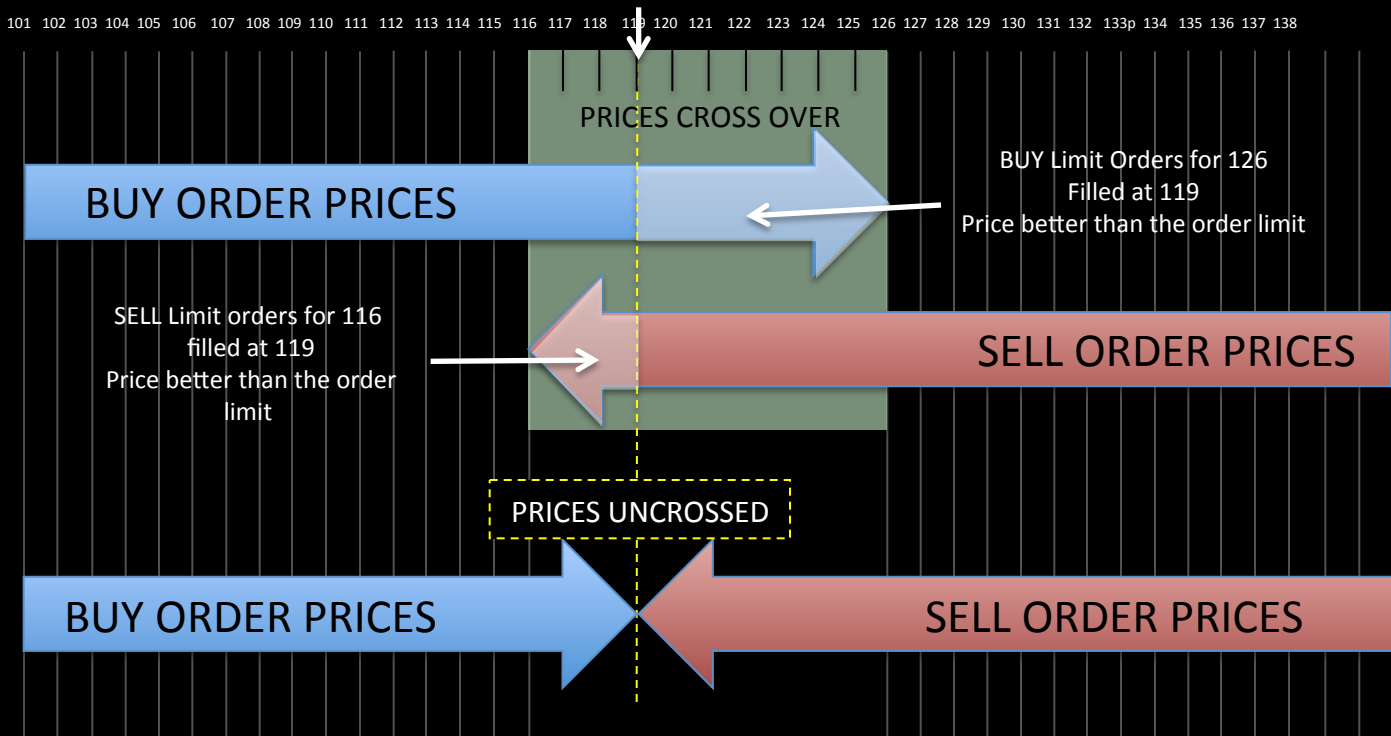 101 102 103 104 105 106 107 108 109 110 111 112 113 114 115 116 117 118 119 120 121 122 123 124 125 126 127 128 129 130 131 132 133p 134 135 136 137 138
PRICES CROSS OVER
BUY ORDER PRICES
BUY Limit Orders for 126
Filled at 119
Price better than the order limit
SELL Limit orders for 116
filled at 119
Price better than the order
limit
SELL ORDER PRICES
PRICES UNCROSSED
BUY ORDER PRICES
SELL ORDER PRICES